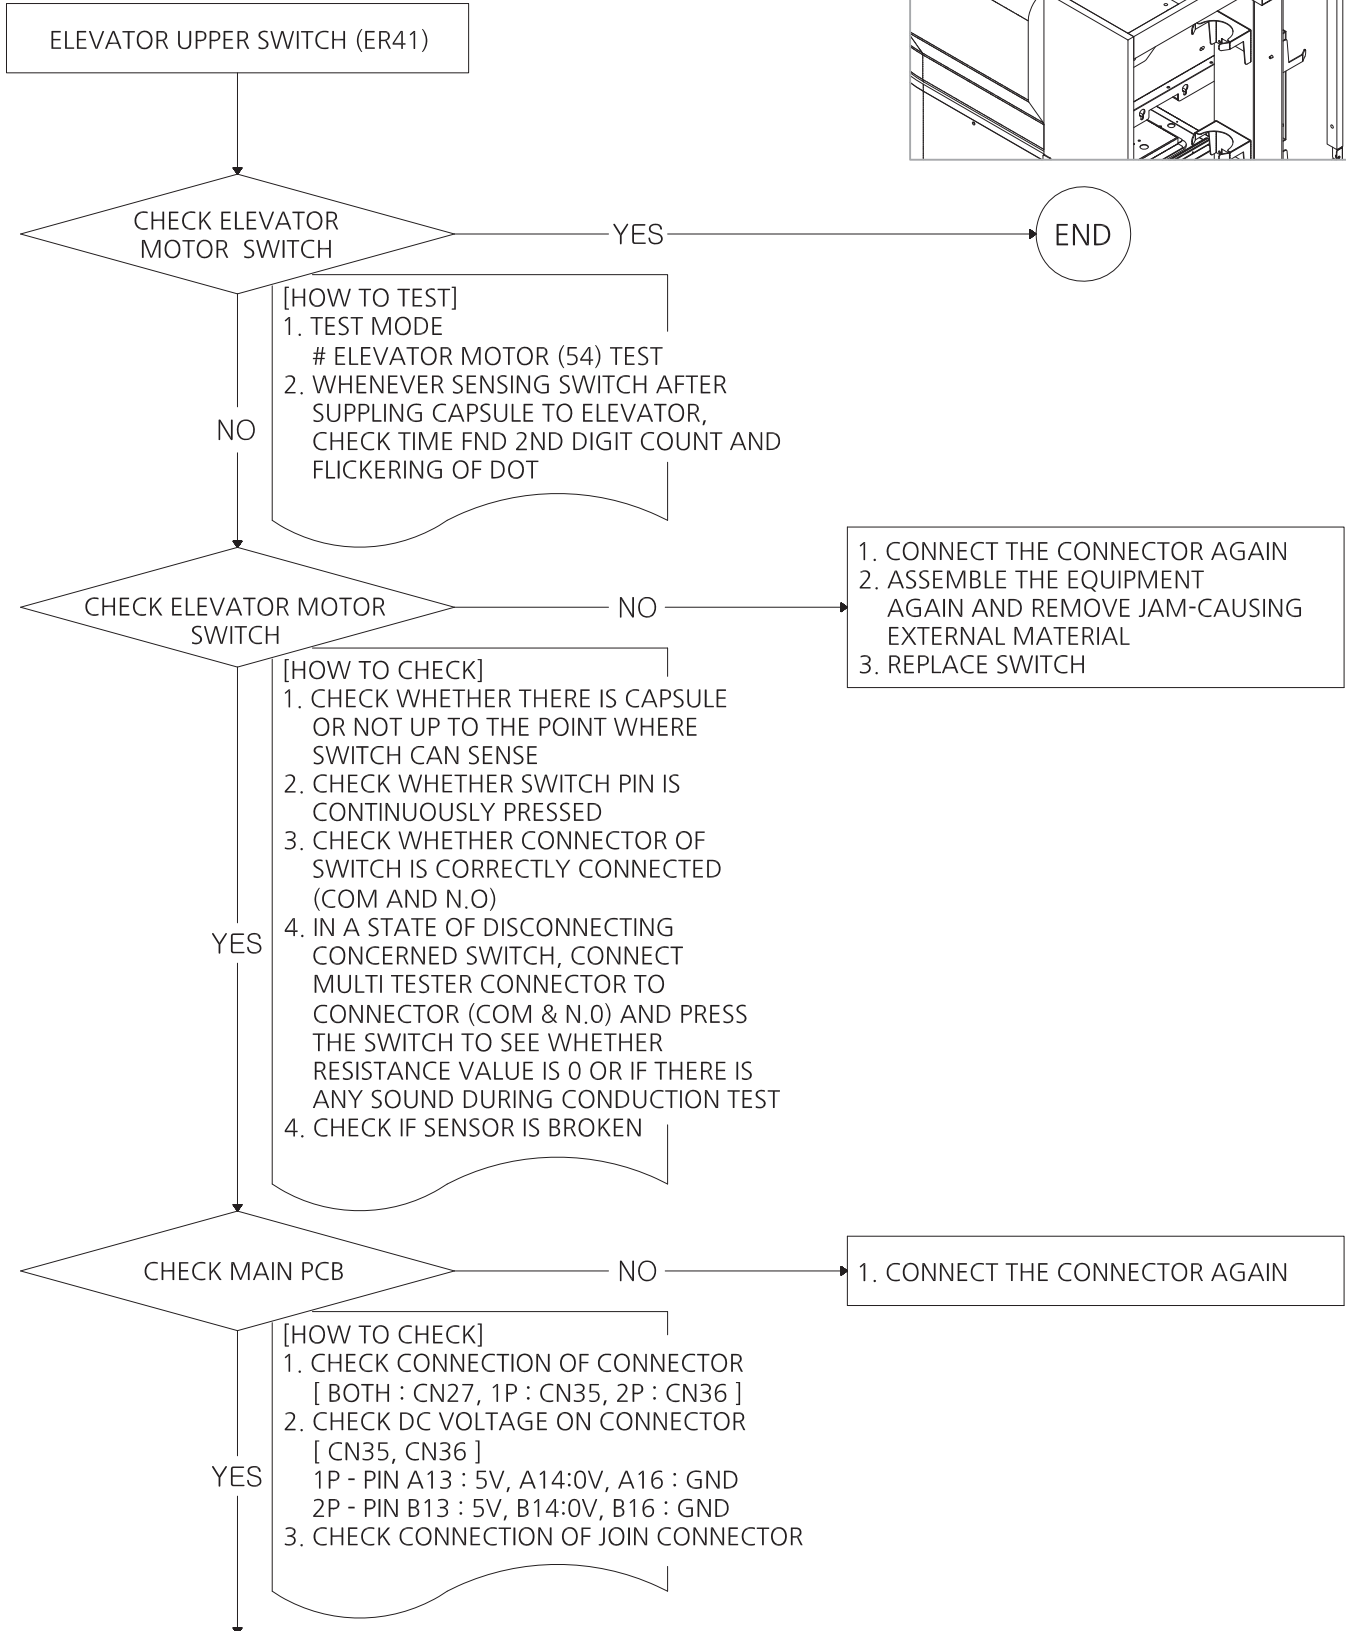 ELEVATOR UPPER SWITCH (ER41)
CHECK ELEVATOR
MOTOR SWITCH
YES
END
[HOW TO TEST]
1. TEST MODE
# ELEVATOR MOTOR (54) TEST
2. WHENEVER SENSING SWITCH AFTER
SUPPLING CAPSULE TO ELEVATOR,
CHECK TIME FND 2ND DIGIT COUNT AND
FLICKERING OF DOT
NO
CHECK ELEVATOR MOTOR
SWITCH
NO
1. CONNECT THE CONNECTOR AGAIN
2. ASSEMBLE THE EQUIPMENT
AGAIN AND REMOVE JAM-CAUSING
EXTERNAL MATERIAL
3. REPLACE SWITCH
[HOW TO CHECK]
1. CHECK WHETHER THERE IS CAPSULE
OR NOT UP TO THE POINT WHERE
SWITCH CAN SENSE
2. CHECK WHETHER SWITCH PIN IS
CONTINUOUSLY PRESSED
3. CHECK WHETHER CONNECTOR OF
SWITCH IS CORRECTLY CONNECTED
(COM AND N.O)
4. IN A STATE OF DISCONNECTING
CONCERNED SWITCH, CONNECT
MULTI TESTER CONNECTOR TO
CONNECTOR (COM & N.0) AND PRESS
THE SWITCH TO SEE WHETHER
RESISTANCE VALUE IS 0 OR IF THERE IS
ANY SOUND DURING CONDUCTION TEST
4. CHECK IF SENSOR IS BROKEN
YES
CHECK MAIN PCB
NO
1. CONNECT THE CONNECTOR AGAIN
[HOW TO CHECK]
1. CHECK CONNECTION OF CONNECTOR
[ BOTH : CN27, 1P : CN35, 2P : CN36 ]
2. CHECK DC VOLTAGE ON CONNECTOR
[ CN35, CN36 ]
1P - PIN A13 : 5V, A14:0V, A16 : GND
2P - PIN B13 : 5V, B14:0V, B16 : GND
3. CHECK CONNECTION OF JOIN CONNECTOR
YES